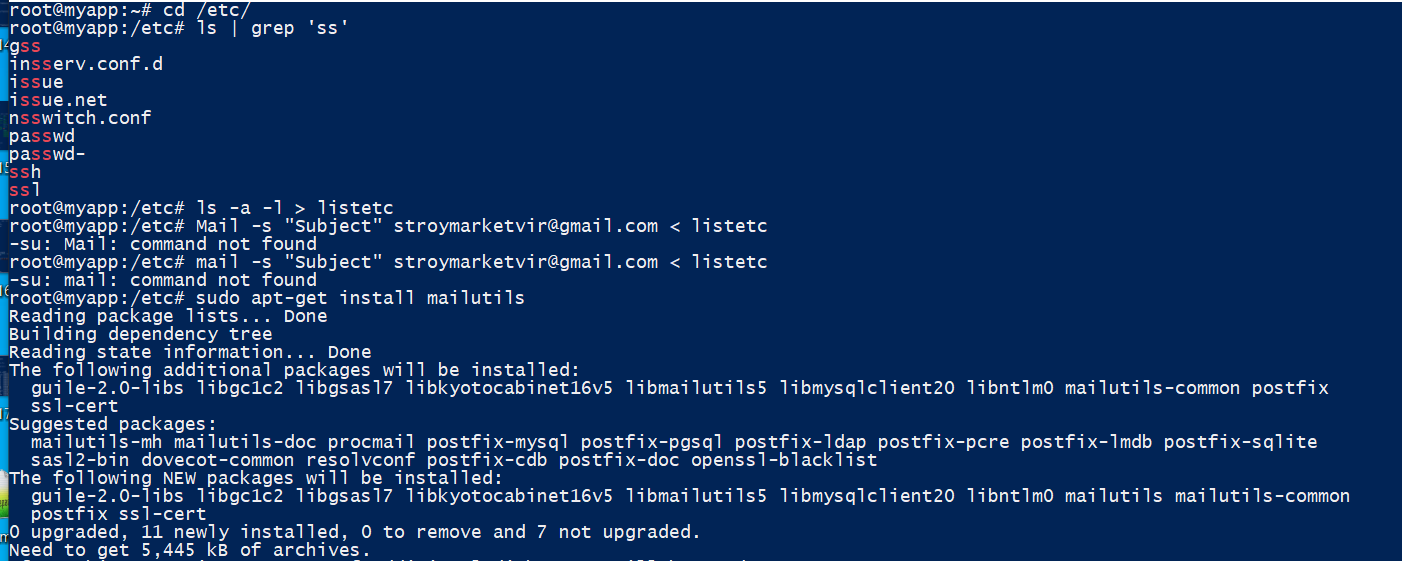 root@myapp:~# cd /etc/
root@myapp:/etc# ls | grep 'ss'
gss
insserv.conf.d
issue
issue.net
nsswitch.conf
passwd
passwd-
ssh
ssl
root@myapp:/etc# ls -a -l > listetc
root@myapp:/etc# Mail -s "Subject" stroymarketvir@gmail.com < listetc
-su: Mail: command not found
root@myapp:/etc# mail -s "Subject" stroymarketvir@gmail.com < listetc
-su: mail: command not found
root@myapp:/etc# sudo apt-get install mailutils
Reading package lists... Done
Building dependency tree
Reading state information... Done
The following additional packages will be installed:
  guile-2.0-libs libgc1c2 libgsasl7 libkyotocabinet16v5 libmailutils5 libmysqlclient20 libntlm0 mailutils-common postfix
  ssl-cert
Suggested packages:
  mailutils-mh mailutils-doc procmail postfix-mysql postfix-pgsql postfix-ldap postfix-pcre postfix-lmdb postfix-sqlite
  sasl2-bin dovecot-common resolvconf postfix-cdb postfix-doc openssl-blacklist
The following NEW packages will be installed:
  guile-2.0-libs libgc1c2 libgsasl7 libkyotocabinet16v5 libmailutils5 libmysqlclient20 libntlm0 mailutils mailutils-common
  postfix ssl-cert
0 upgraded, 11 newly installed, 0 to remove and 7 not upgraded.
Need to get 5,445 kB of archives.